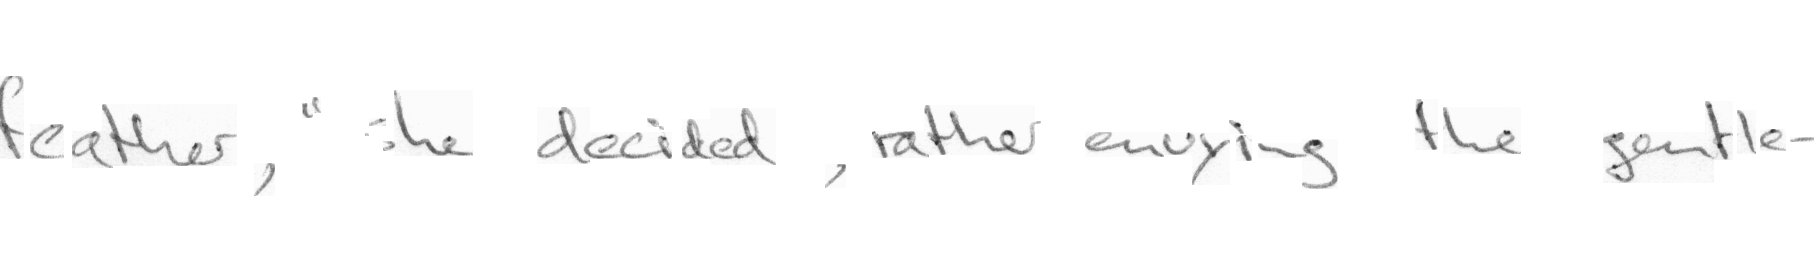 feather," she decided, rather envying the gentle-